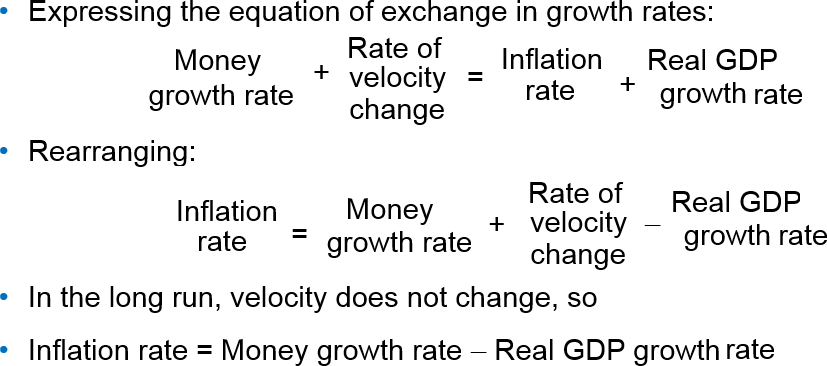 • Expressing the equation of exchange in growth rates:
Money growth rate + Rate of velocity change = Inflation rate + Real GDP growth rate
• Rearranging:
Inflation rate = Money growth rate + Rate of velocity change – Real GDP growth rate
• In the long run, velocity does not change, so
• Inflation rate = Money growth rate – Real GDP growth rate